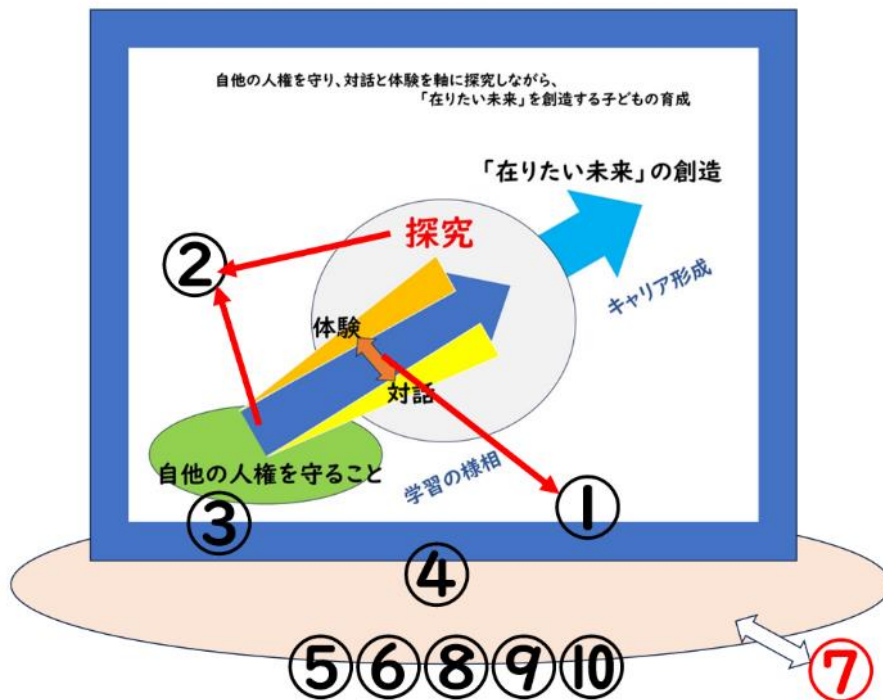 自他の人権を守り、対話と体験を軸に探究しながら、
「在りたい未来」を創造する子どもの育成
「在りたい未来」の創造
探究
②
キャリア形成
体験
対話
自他の人権を守ること
学習の様相
①
③
④
⑤⑥⑧⑨⑩
⑦